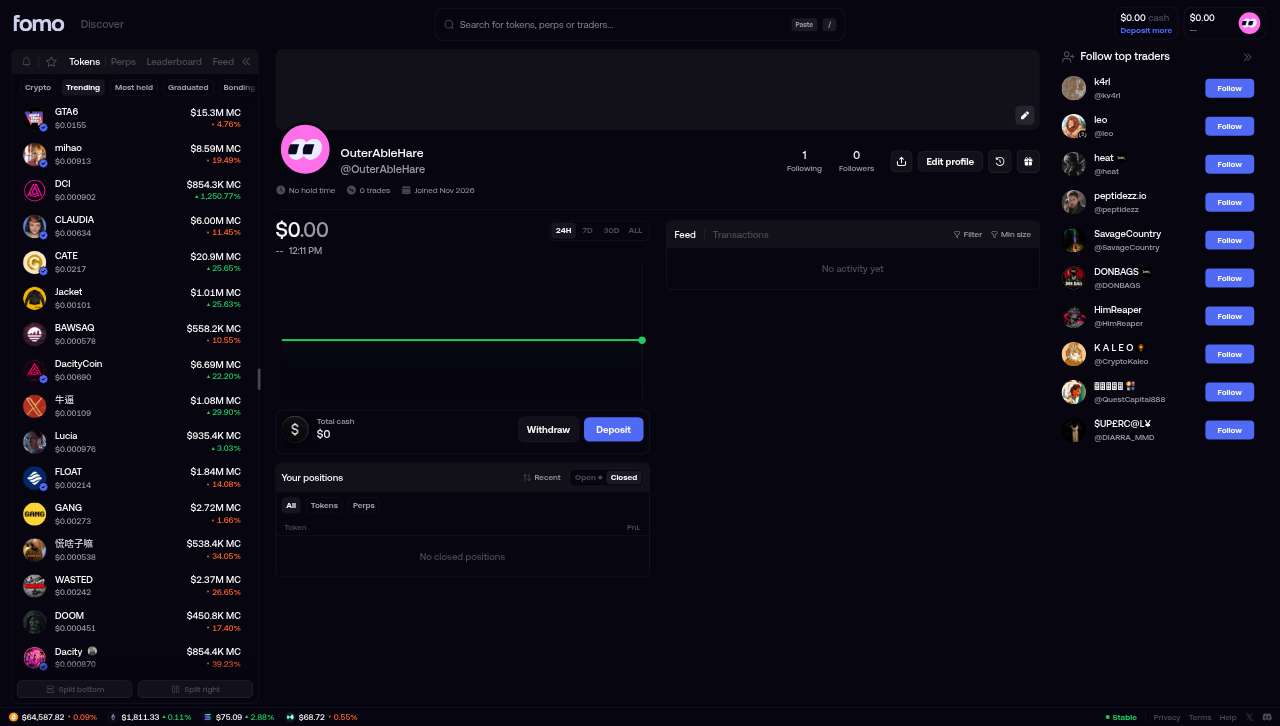 fomo
Discover
Search for tokens, perps or traders...
Paste
/
$0.00 cash
Deposit more
$0.00
—
Tokens Perps Leaderboard Feed
Crypto Trending Most held Graduated Bonding
GTA6 $15.3M MC
$0.0155 4.76%
mihao $8.59M MC
$0.00913 19.49%
DCI $854.3K MC
$0.000902 1,250.77%
CLAUDIA $6.00M MC
$0.00634 11.45%
CATE $20.9M MC
$0.0217 25.65%
Jacket $1.01M MC
$0.00101 25.63%
BAWSAQ $558.2K MC
$0.000578 10.55%
DacityCoin $6.69M MC
$0.00690 22.20%
牛逼 $1.08M MC
$0.00109 29.90%
Lucia $935.4K MC
$0.000976 3.03%
FLOAT $1.84M MC
$0.00214 14.08%
GANG $2.72M MC
$0.00273 1.66%
慌啥子嘛 $538.4K MC
$0.000538 34.05%
WASTED $2.37M MC
$0.00242 26.65%
DOOM $450.8K MC
$0.000451 17.40%
Dacity $854.4K MC
$0.000870 39.23%
Split bottom Split right
OuterAbleHare
@OuterAbleHare
No hold time 0 trades Joined Nov 2026
1 Following
0 Followers
Edit profile
$0.00
-- 12:11 PM
24H 7D 30D ALL
Total cash
$0
Withdraw Deposit
Your positions Recent Open Closed
All Tokens Perps
Token PnL
No closed positions
Feed Transactions Filter Min size
No activity yet
Follow top traders
k4rl
@kv4rl
Follow
leo
@leo
Follow
heat
@heat
Follow
peptidezz.io
@peptidezz
Follow
SavageCountry
@SavageCountry
Follow
DONBAGS
@DONBAGS
Follow
HimReaper
@HimReaper
Follow
K A L E O
@CryptoKaleo
Follow
@QuestCapital888
Follow
$UP£RC@L¥
@DIARRA_MMD
Follow
$64,587.82 0.09% $1,811.33 0.11% $75.09 2.88% $68.72 0.55%
Stable Privacy Terms Help